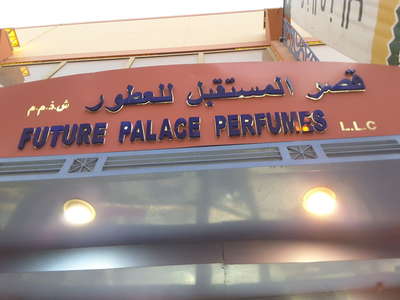 قصر المستقبل للعطور ش.ذ.م.م
FUTURE PALACE PERFUMES L.L.C